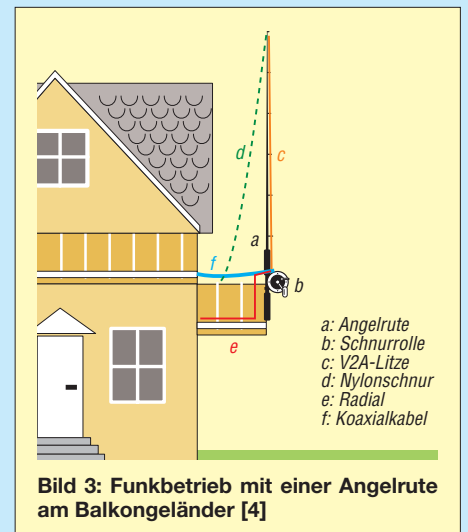 d
c
a
f
b
e
a: Angelrute
b: Schnurrolle
c: V2A-Litze
d: Nylonschnur
e: Radial
f: Koaxialkabel
Bild 3: Funkbetrieb mit einer Angelrute
am Balkongeländer [4]